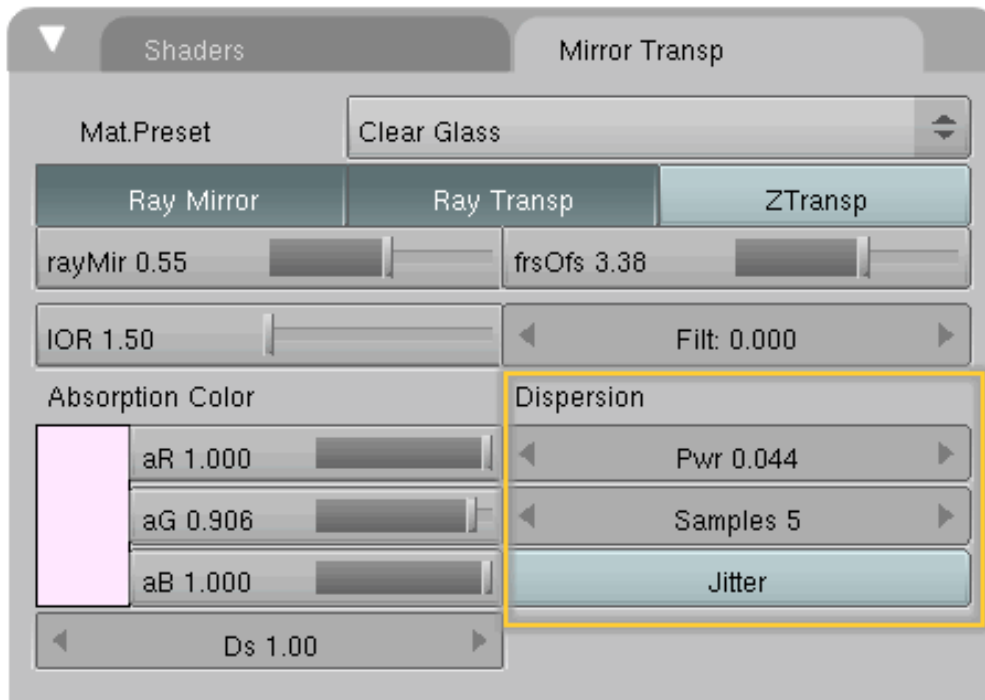 Shaders Mirror Transp
Mat.Preset Clear Glass
Ray Mirror Ray Transp ZTransp
rayMir 0.55 frsOfs 3.38
IOR 1.50 Filt: 0.000
Absorption Color Dispersion
aR 1.000 Pwr 0.044
aG 0.906 Samples 5
aB 1.000 Jitter
Ds 1.00